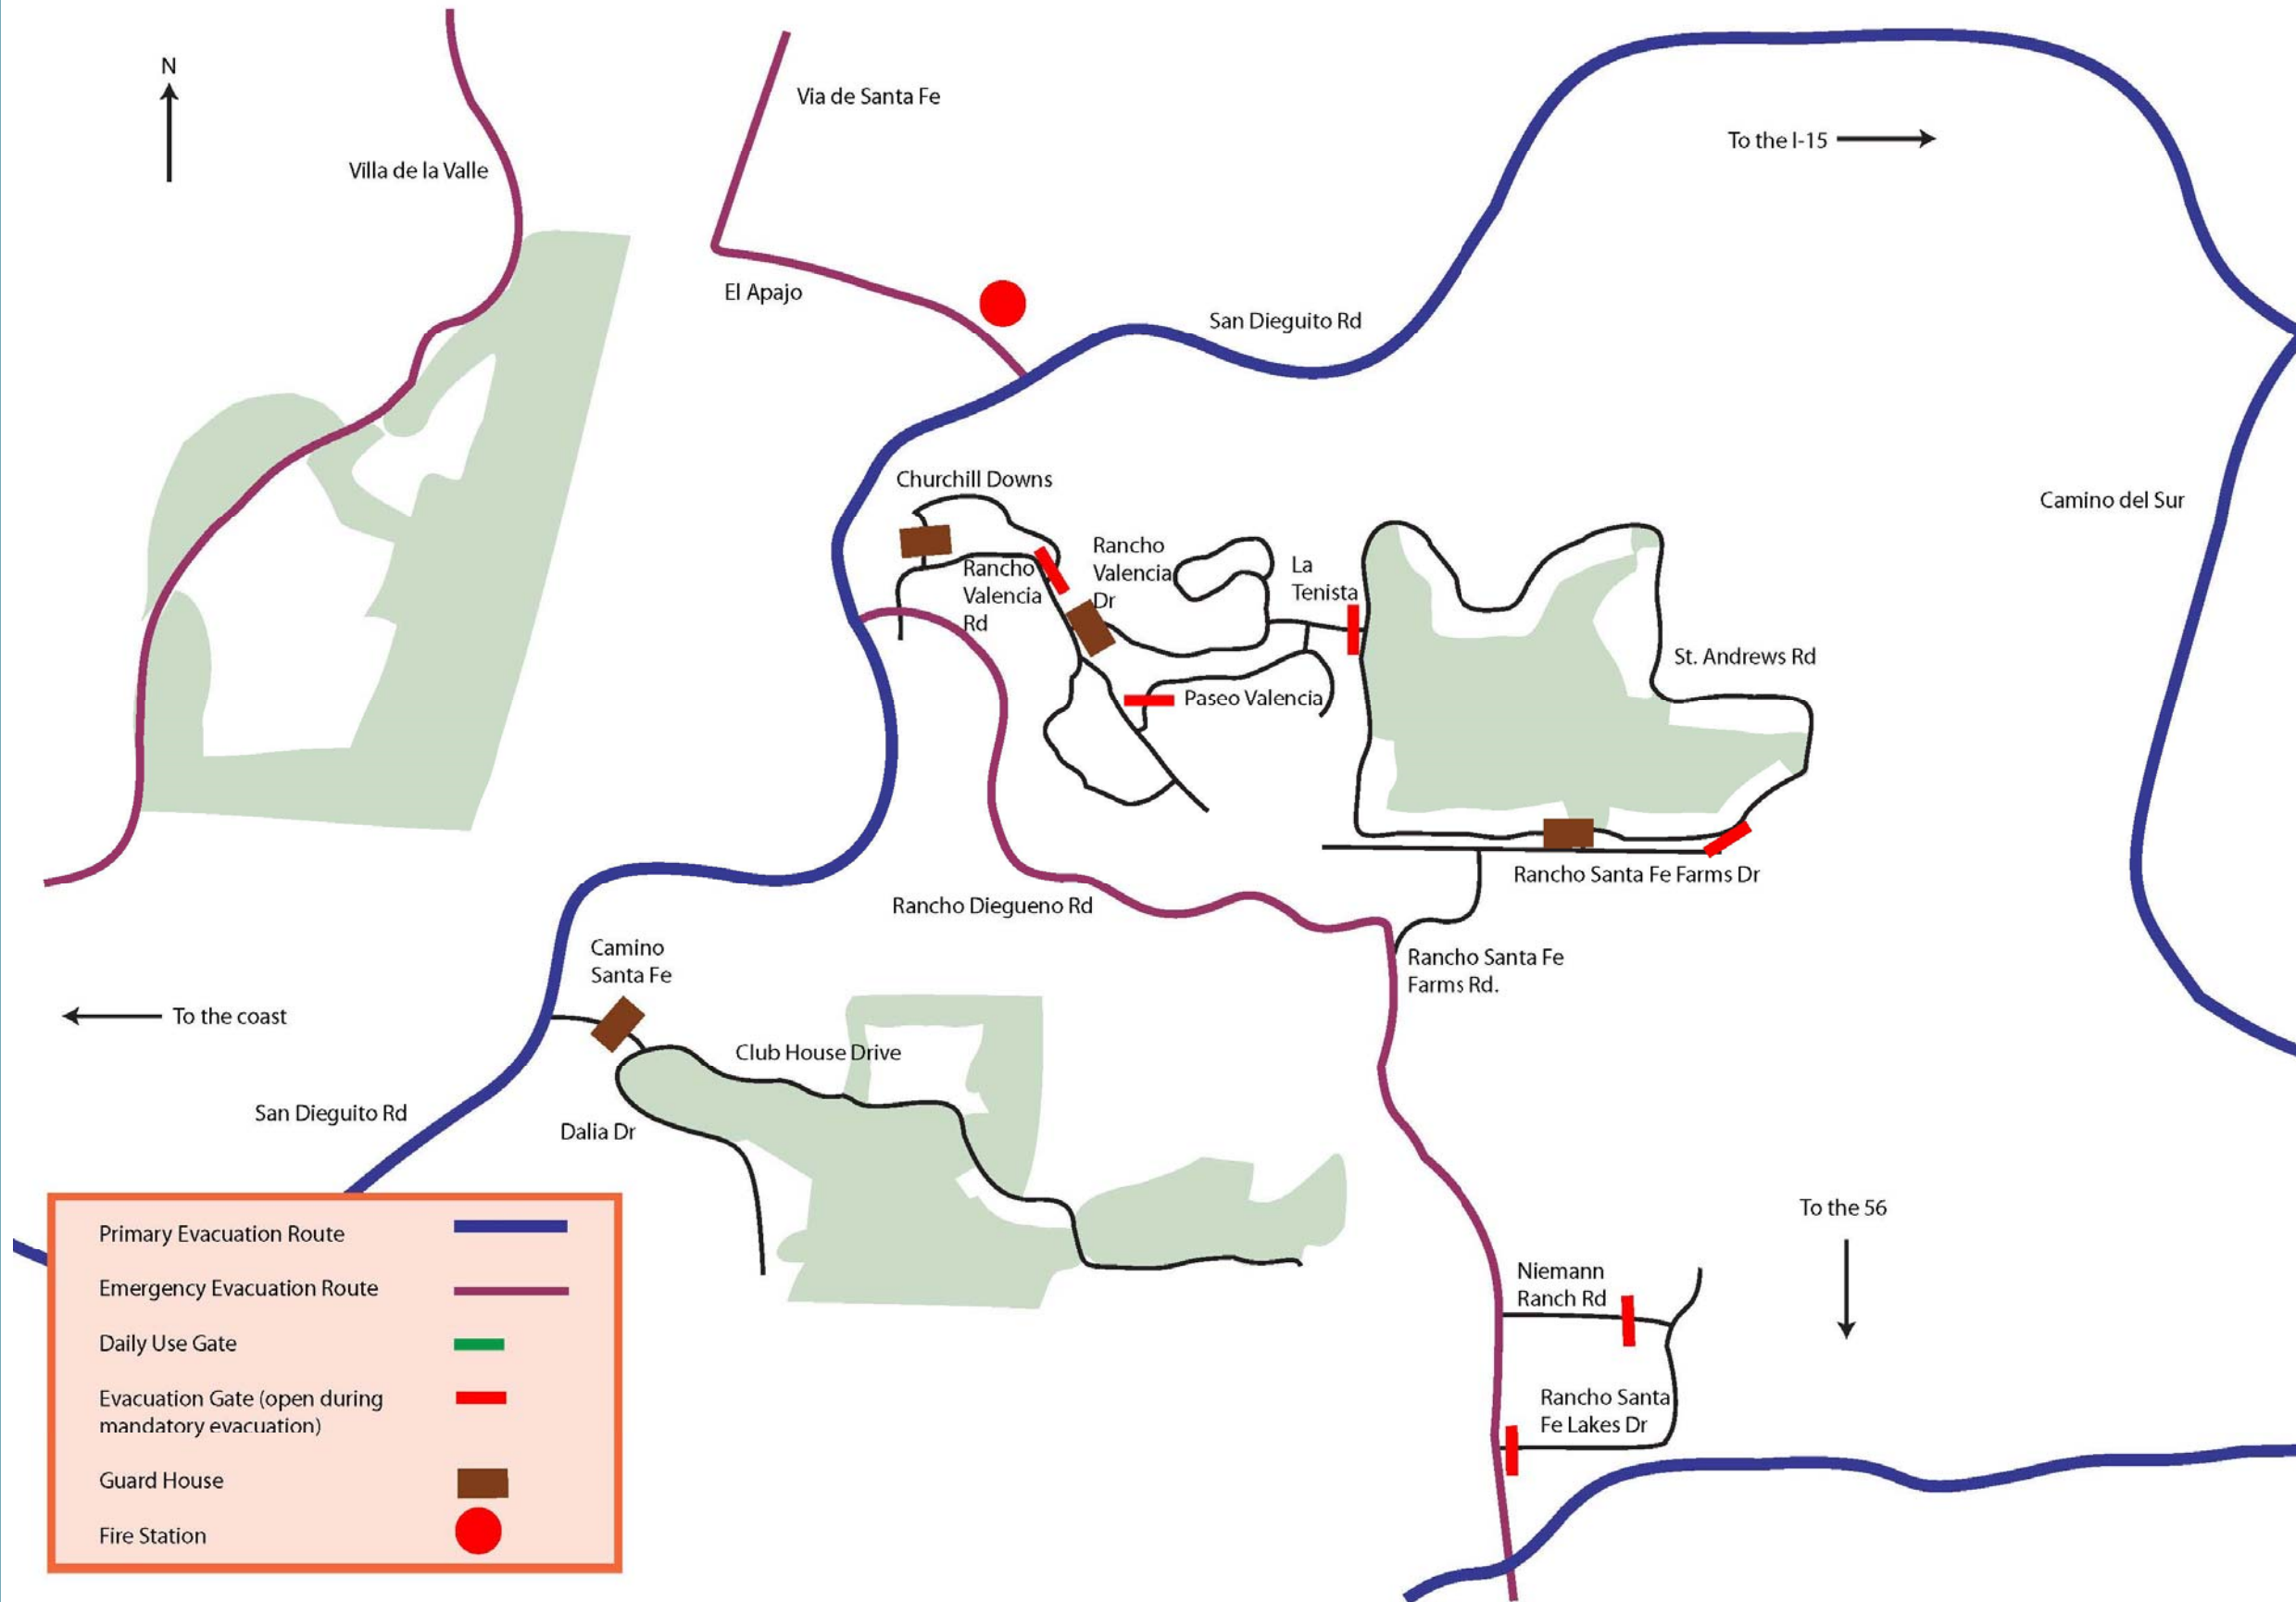 N
Via de Santa Fe
To the I-15
Villa de la Valle
El Apajo
San Dieguito Rd
Churchill Downs
Camino del Sur
Rancho
Valencia
Dr
La
Tenista
Rancho
Valencia
Rd
St. Andrews Rd
Paseo Valencia
Rancho Santa Fe Farms Dr
Rancho Diegueno Rd
Camino
Santa Fe
Rancho Santa Fe
Farms Rd.
To the coast
Club House Drive
San Dieguito Rd
Dalia Dr
To the 56
Primary Evacuation Route
Emergency Evacuation Route
Daily Use Gate
Evacuation Gate (open during
mandatory evacuation)
Guard House
Fire Station
Niemann
Ranch Rd
Rancho Santa
Fe Lakes Dr